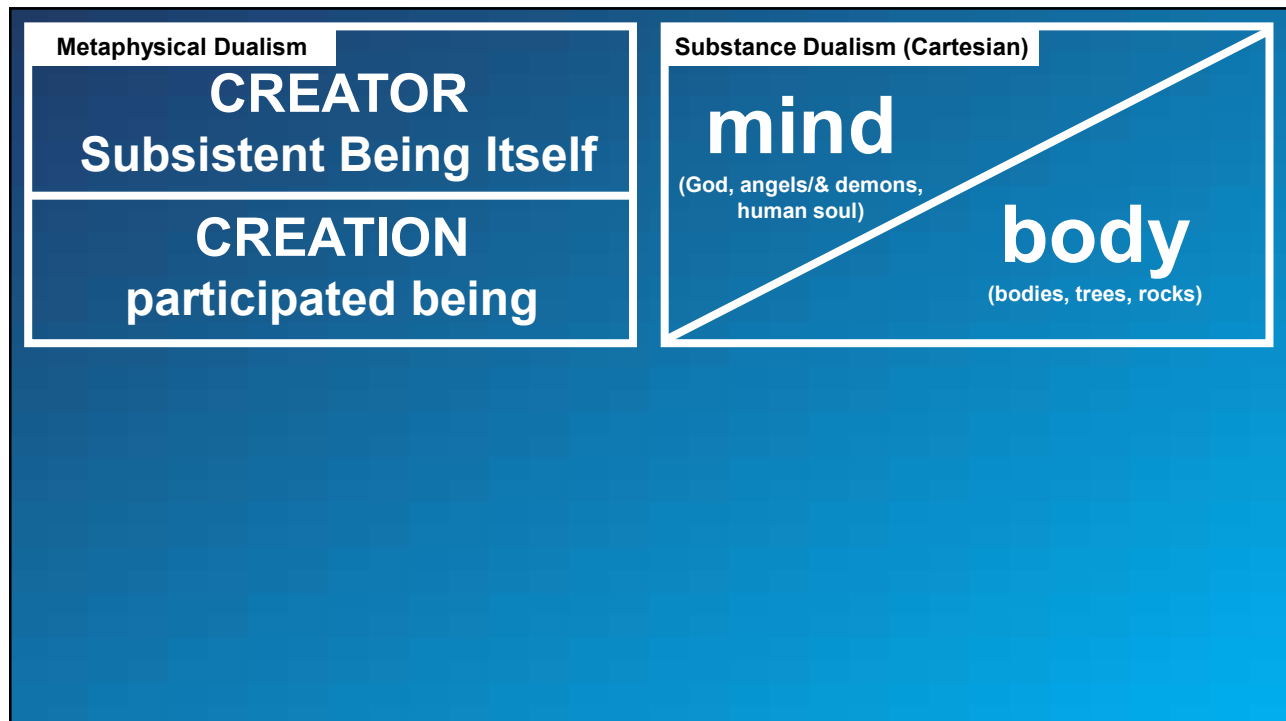 Metaphysical Dualism
CREATOR
Subsistent Being Itself
CREATION
participated being
Substance Dualism (Cartesian)
mind
(God, angels/& demons,
human soul)
body
(bodies, trees, rocks)